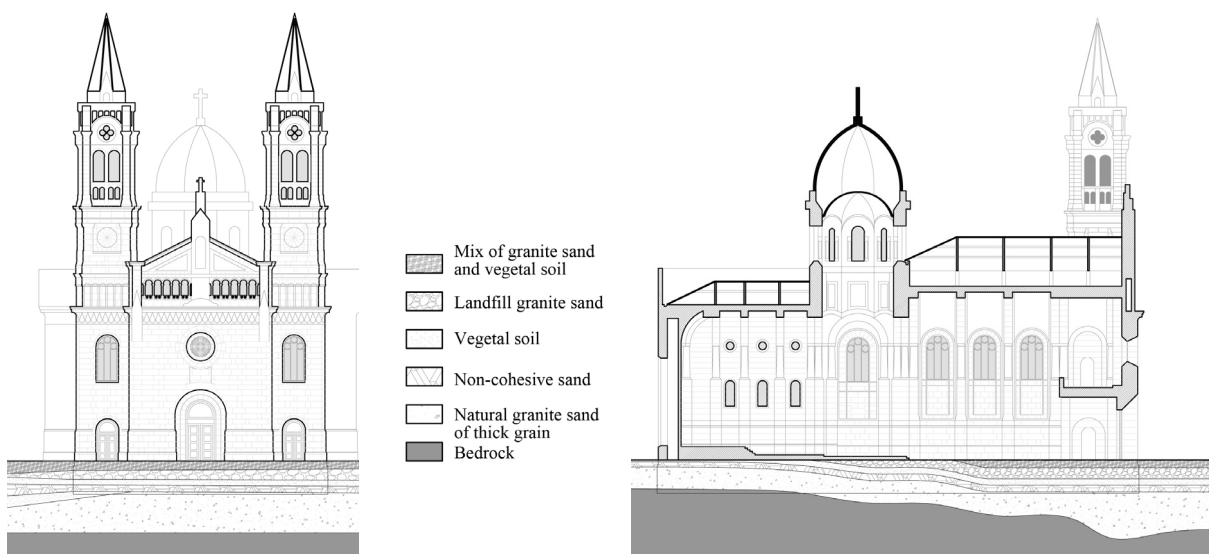 Mix of granite sand
and vegetal soil
Landfill granite sand
Vegetal soil
Non-cohesive sand
Natural granite sand
of thick grain
Bedrock